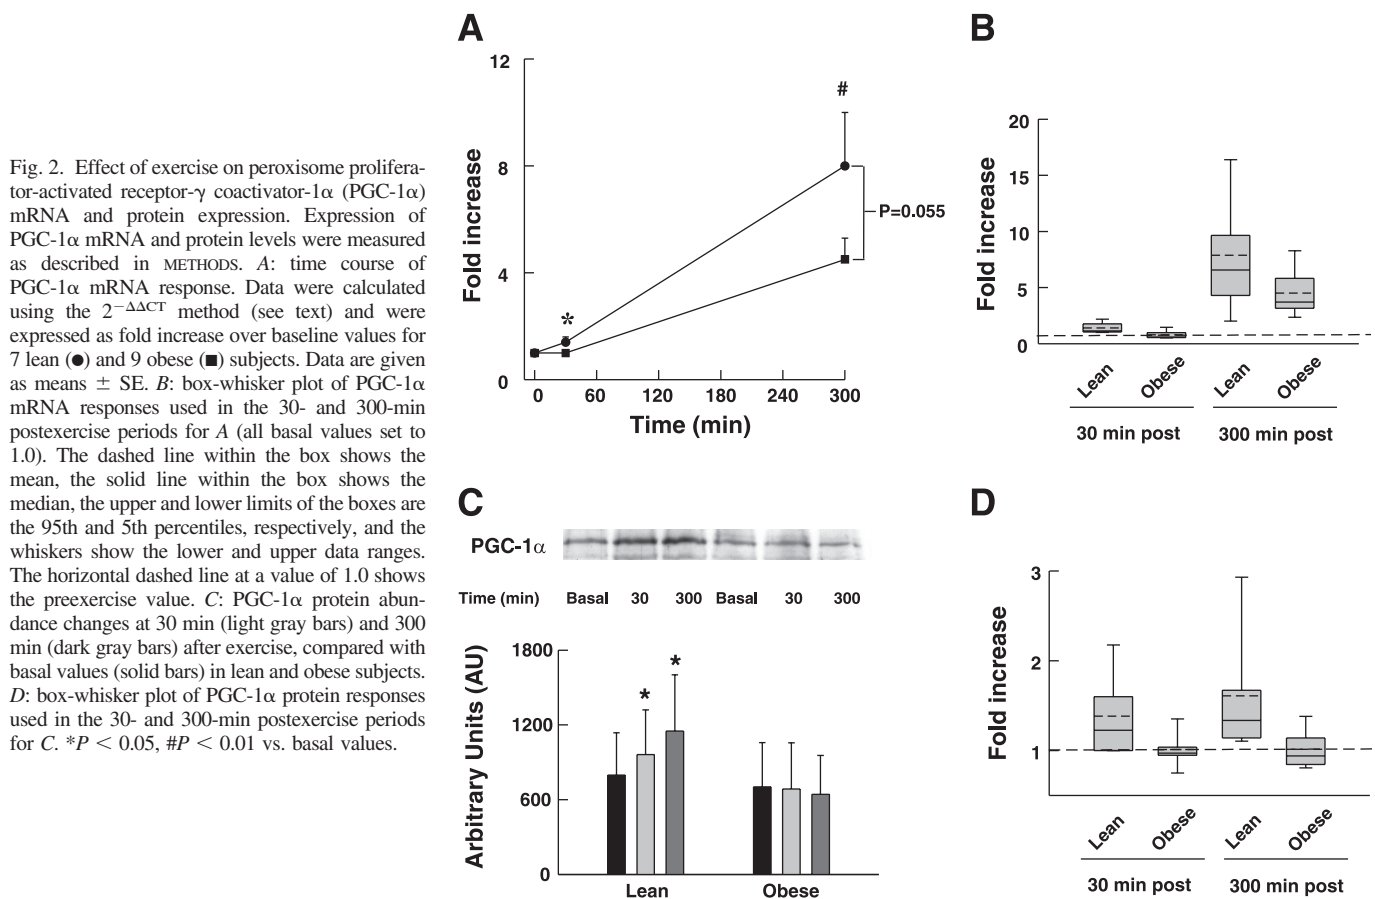 Fig. 2. Effect of exercise on peroxisome prolifera-
tor-activated receptor-γ coactivator-1α (PGC-1α)
mRNA and protein expression. Expression of
PGC-1α mRNA and protein levels were measured
as described in METHODS. A: time course of
PGC-1α mRNA response. Data were calculated
using the 2−ΔΔCT method (see text) and were
expressed as fold increase over baseline values for
7 lean (●) and 9 obese (■) subjects. Data are given
as means ± SE. B: box-whisker plot of PGC-1α
mRNA responses used in the 30- and 300-min
postexercise periods for A (all basal values set to
1.0). The dashed line within the box shows the
mean, the solid line within the box shows the
median, the upper and lower limits of the boxes are
the 95th and 5th percentiles, respectively, and the
whiskers show the lower and upper data ranges.
The horizontal dashed line at a value of 1.0 shows
the preexercise value. C: PGC-1α protein abun-
dance changes at 30 min (light gray bars) and 300
min (dark gray bars) after exercise, compared with
basal values (solid bars) in lean and obese subjects.
D: box-whisker plot of PGC-1α protein responses
used in the 30- and 300-min postexercise periods
for C. *P < 0.05, #P < 0.01 vs. basal values.
A
12
8
4
0
Fold increase
#
*
P=0.055
0 60 120 180 240 300
Time (min)
B
20
15
10
5
0
Fold increase
Lean Obese Lean Obese
30 min post 300 min post
C
PGC-1α
Time (min) Basal 30 300 Basal 30 300
1800
1200
600
0
Arbitrary Units (AU)
* *
Lean Obese
D
3
2
1
Fold increase
Lean Obese Lean Obese
30 min post 300 min post